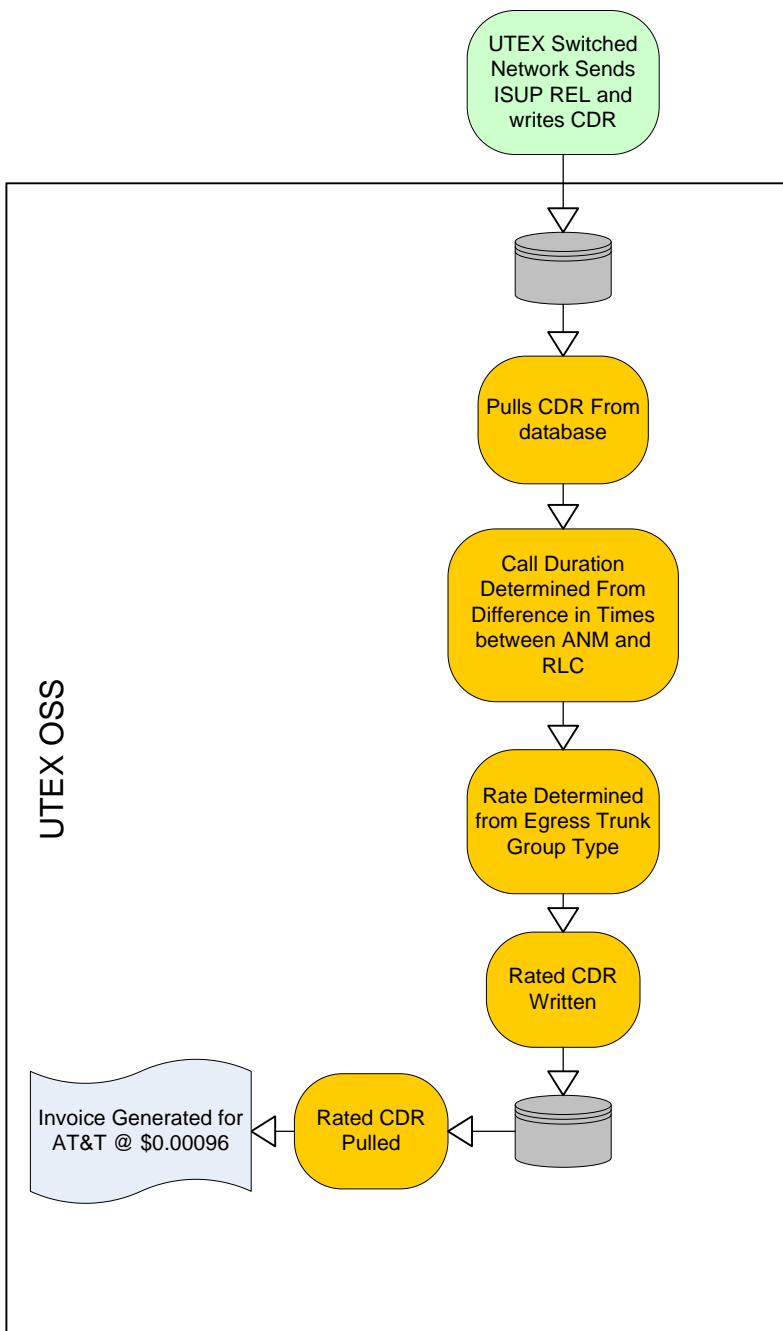 UTEX Switched
Network Sends
ISUP REL and
writes CDR
Pulls CDR From
database
Call Duration
Determined From
Difference in Times
between ANM and
RLC
UTEX OSS
Rate Determined
from Egress Trunk
Group Type
Rated CDR
Written
Rated CDR
Pulled
Invoice Generated for
AT&T @ $0.00096